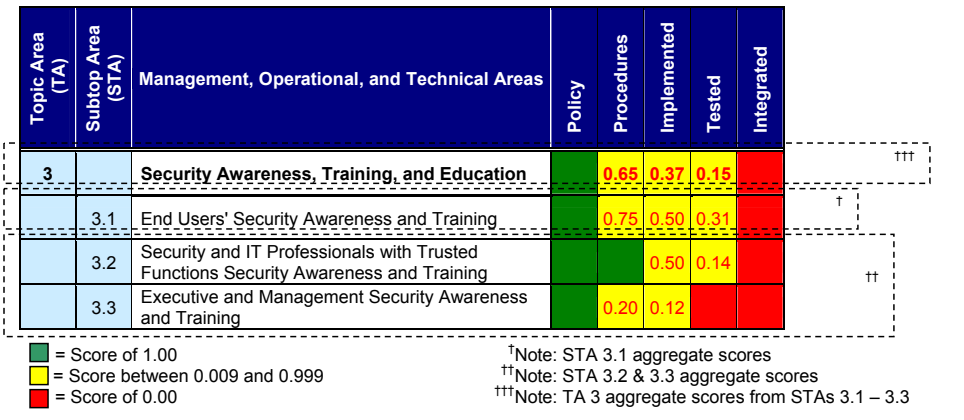 Topic Area (TA) Subtop Area (STA) Management, Operational, and Technical Areas Policy Procedures Implemented Tested Integrated
†††
3 Security Awareness, Training, and Education 0.65 0.37 0.15
†
3.1 End Users' Security Awareness and Training 0.75 0.50 0.31
3.2 Security and IT Professionals with Trusted
Functions Security Awareness and Training 0.50 0.14
††
3.3 Executive and Management Security Awareness
and Training 0.20 0.12
= Score of 1.00
= Score between 0.009 and 0.999
= Score of 0.00
†Note: STA 3.1 aggregate scores
††Note: STA 3.2 & 3.3 aggregate scores
†††Note: TA 3 aggregate scores from STAs 3.1 – 3.3